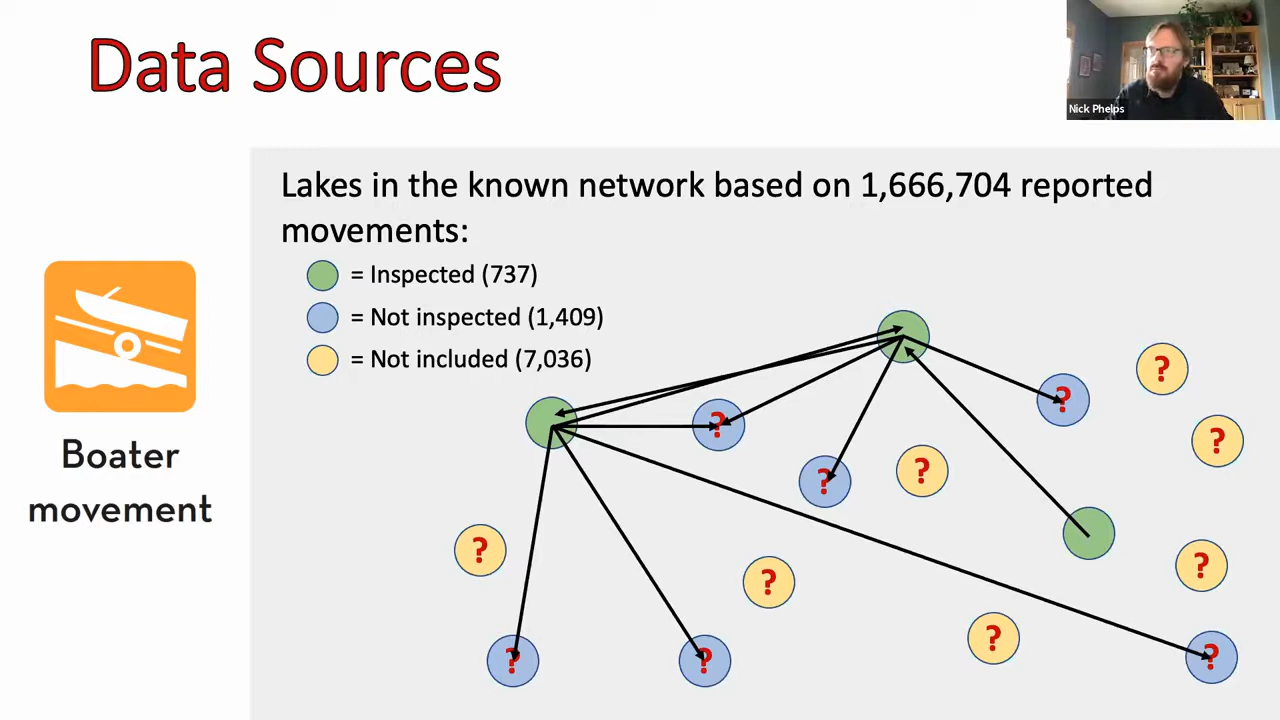 Data Sources
Nick Phelps
Lakes in the known network based on 1,666,704 reported
movements:
= Inspected (737)
= Not inspected (1,409)
= Not included (7,036)
Boater
movement
?
?
?
?
?
?
?
?
?
?
?
?
?